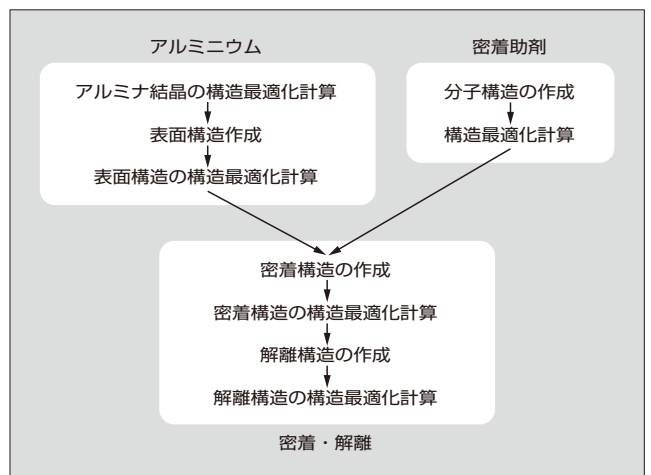 アルミニウム
アルミナ結晶の構造最適化計算
表面構造作成
表面構造の構造最適化計算
密着助剤
分子構造の作成
構造最適化計算
密着構造の作成
密着構造の構造最適化計算
解離構造の作成
解離構造の構造最適化計算
密着・解離